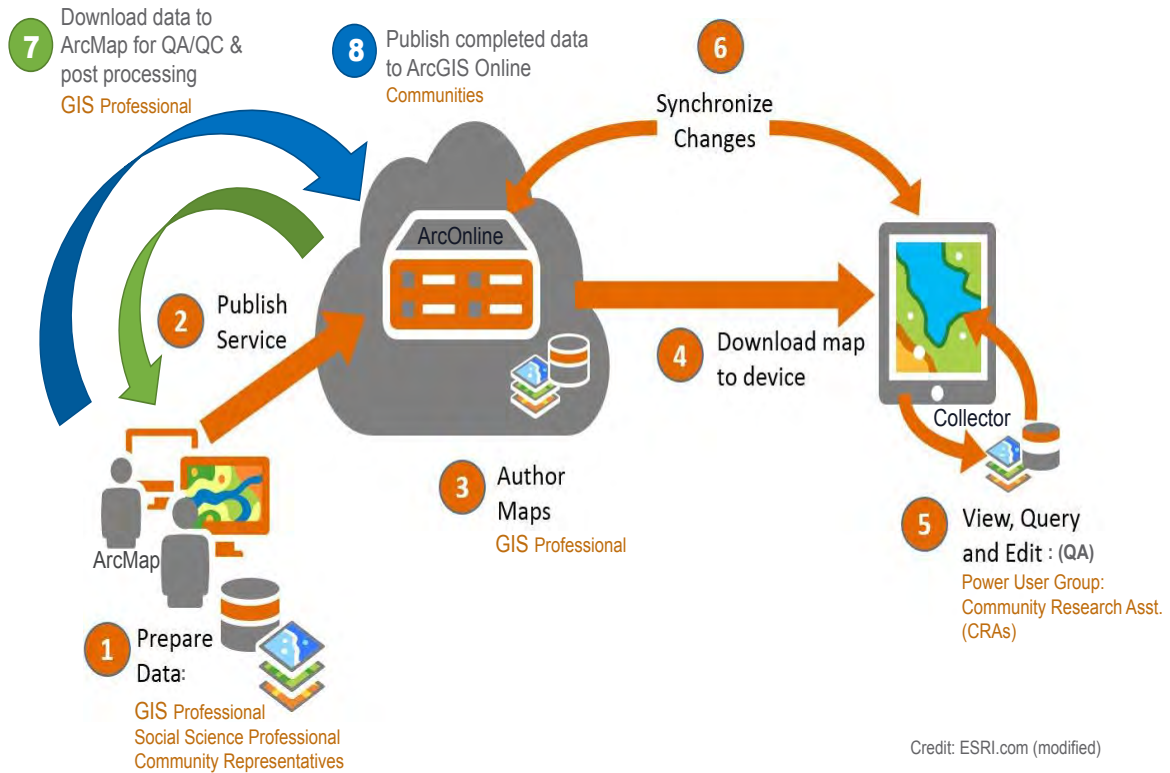 7
Download data to
ArcMap for QA/QC &
post processing
GIS Professional
8
Publish completed data
to ArcGIS Online
Communities
6
Synchronize
Changes
ArcOnline
2
Publish
Service
4
Download map
to device
Collector
3
Author
Maps
GIS Professional
5
View, Query
and Edit : (QA)
Power User Group:
Community Research Asst.
(CRAs)
ArcMap
1
Prepare
Data:
GIS Professional
Social Science Professional
Community Representatives
Credit: ESRI.com (modified)